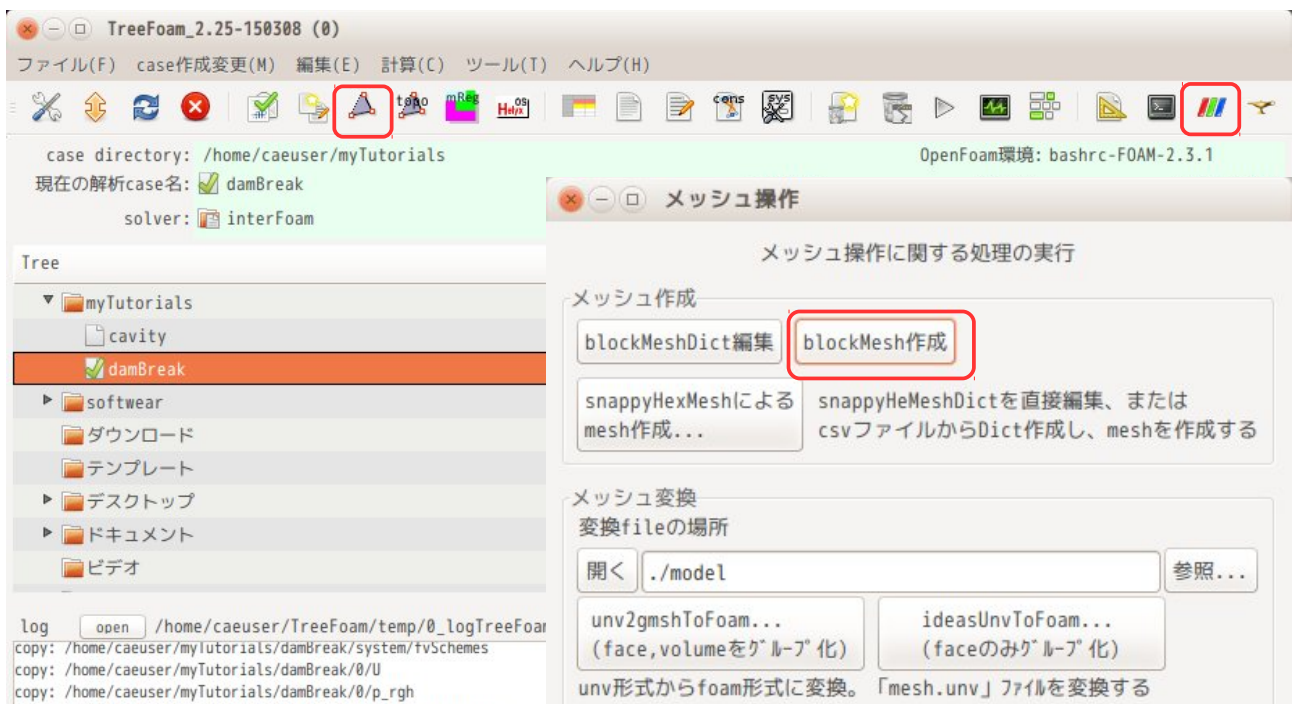 TreeFoam_2.25-150308 (0)
ファイル(F) case作成変更(M) 編集(E) 計算(C) ツール(T) ヘルプ(H)
topo
mReg
Helyx
OS
cons
sys
case directory: /home/caeuser/myTutorials
OpenFoam環境: bashrc-FOAM-2.3.1
現在の解析case名: damBreak
solver: interFoam
Tree
myTutorials
cavity
damBreak
softwear
ダウンロード
テンプレート
デスクトップ
ドキュメント
ビデオ
log open /home/caeuser/TreeFoam/temp/0_logTreeFoam
copy: /home/caeuser/myTutorials/damBreak/system/fvSchemes
copy: /home/caeuser/myTutorials/damBreak/0/U
copy: /home/caeuser/myTutorials/damBreak/0/p_rgh
メッシュ操作
メッシュ操作に関する処理の実行
メッシュ作成
blockMeshDict編集 blockMesh作成
snappyHexMeshによる
mesh作成...
snappyHeMeshDictを直接編集、または
csvファイルからDict作成し、meshを作成する
メッシュ変換
変換fileの場所
開く ./model 参照...
unv2gmshToFoam...
(face,volumeをグループ化)
ideasUnvToFoam...
(faceのみグループ化)
unv形式からfoam形式に変換。「mesh.unv」ファイルを変換する